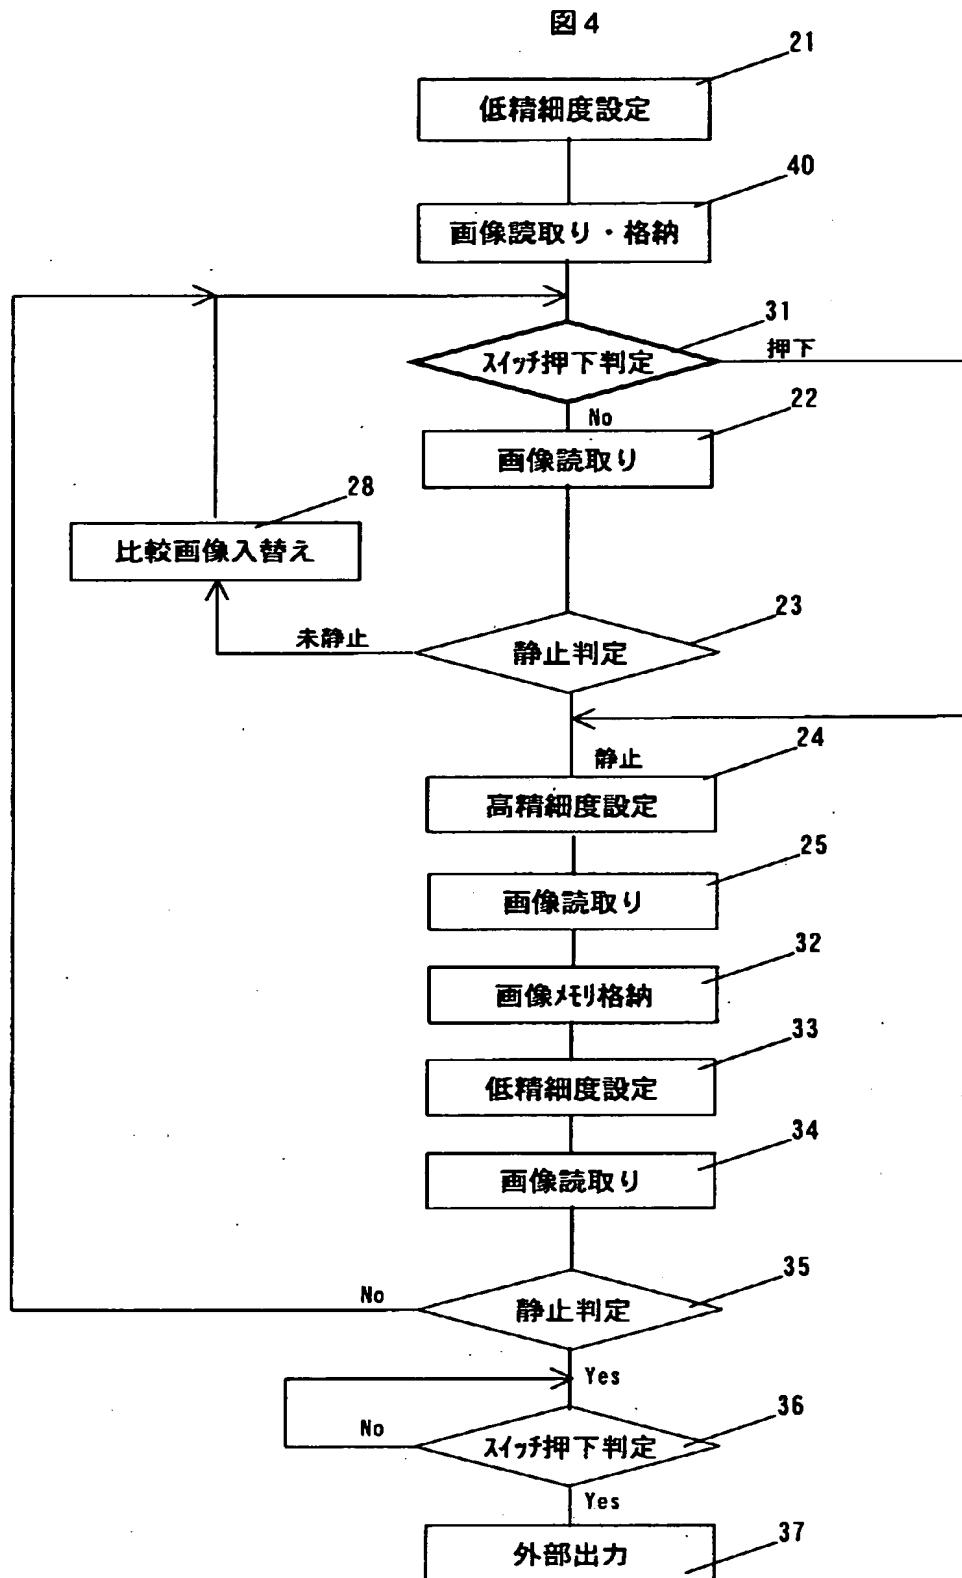 図4
21
低精細度設定
40
画像読取り・格納
31
スイッチ押下判定
押下
No
22
画像読取り
28
比較画像入替え
23
未静止
静止判定
静止
24
高精細度設定
25
画像読取り
32
画像メモリ格納
33
低精細度設定
34
画像読取り
35
No
静止判定
Yes
36
No
スイッチ押下判定
Yes
37
外部出力